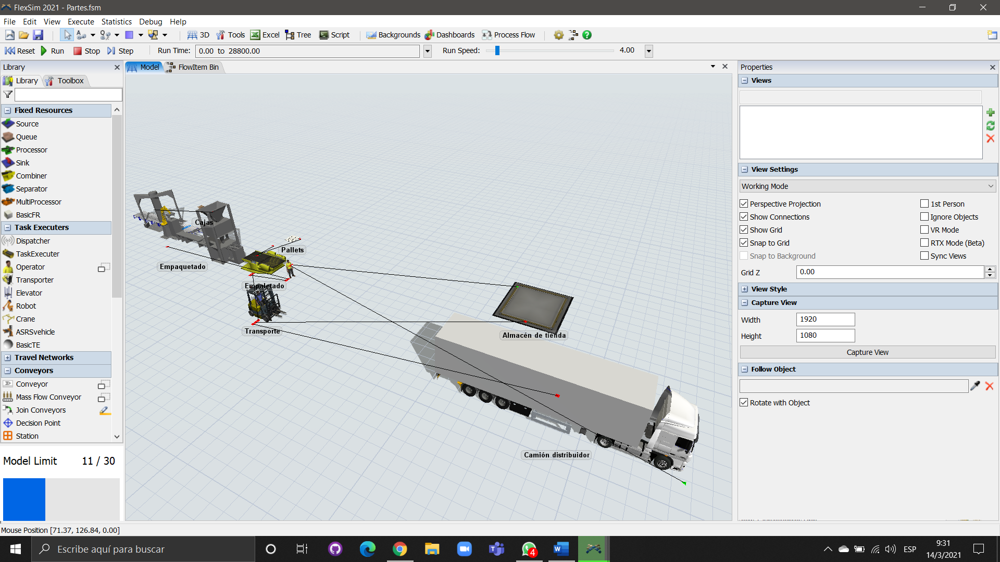 FlexSim 2021 - Partes.fsm
File Edit View Execute Statistics Debug Help
3D Tools Excel Tree Script Backgrounds Dashboards Process Flow
Reset Run Stop Step Run Time: 0.00 to 28800.00 Run Speed: 4.00
Library
Library Toolbox
Fixed Resources
Source
Queue
Processor
Sink
Combiner
Separator
MultiProcessor
BasicFR
Task Executers
Dispatcher
TaskExecuter
Operator
Transporter
Elevator
Robot
Crane
ASRSvehicle
BasicTE
Travel Networks
Conveyors
Conveyor
Mass Flow Conveyor
Join Conveyors
Decision Point
Station
Model Limit 11 / 30
Model FlowItem Bin
Cajas
Pallets
Empaquetado
Empaletado
Transporte
Almacén de tienda
Camión distribuidor
Properties
Views
View Settings
Working Mode
Perspective Projection 1st Person
Show Connections Ignore Objects
Show Grid VR Mode
Snap to Grid RTX Mode (Beta)
Snap to Background Sync Views
Grid Z 0.00
View Style
Capture View
Width 1920
Height 1080
Capture View
Follow Object
Rotate with Object
Mouse Position [71.37, 126.84, 0.00]
Escribe aquí para buscar
4
ESP
9:31
14/3/2021